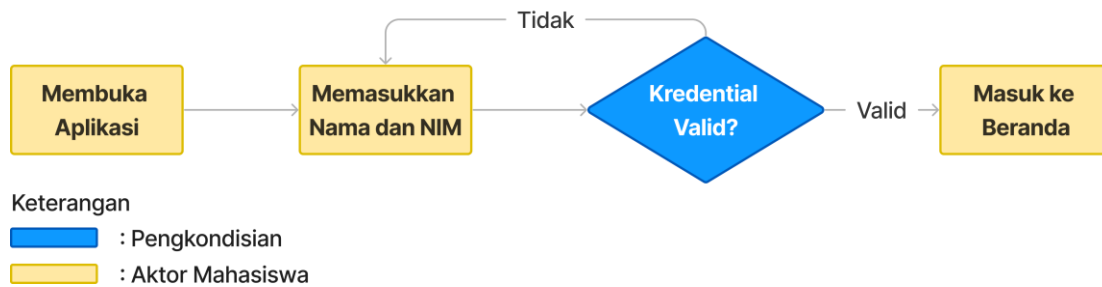 Tidak
Membuka
Aplikasi
Memasukkan
Nama dan NIM
Kredential
Valid?
Valid
Masuk ke
Beranda
Keterangan
: Pengkondisian
: Aktor Mahasiswa